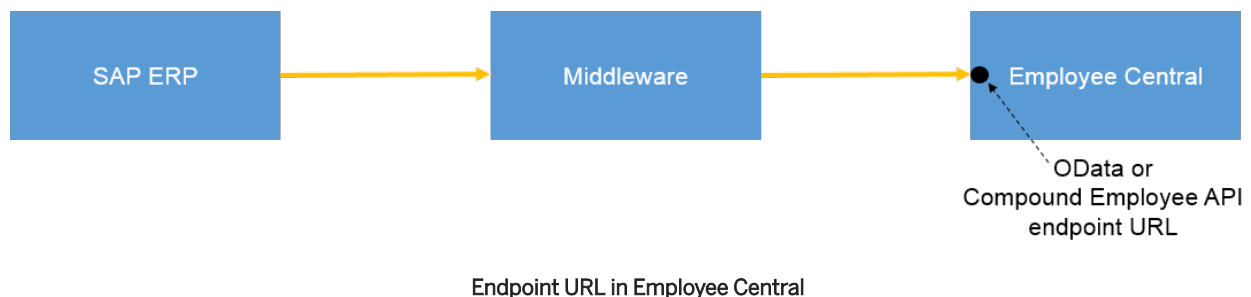 SAP ERP
Middleware
Employee Central
OData or
Compound Employee API
endpoint URL
Endpoint URL in Employee Central